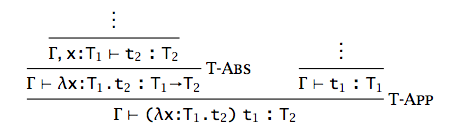 ⋮
Γ, x:T₁ ⊢ t₂ : T₂ ⋮
Γ ⊢ λx:T₁.t₂ : T₁→T₂ T-Abs Γ ⊢ t₁ : T₁
Γ ⊢ (λx:T₁.t₂) t₁ : T₂ T-App